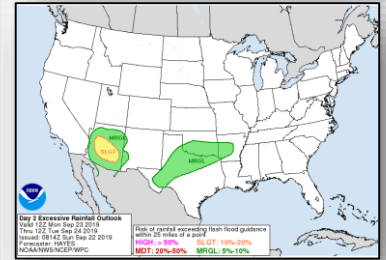 MRGL
SLGT
MRGL
noaa
Day 2 Excessive Rainfall Outlook
Valid 12Z Mon Sep 23 2019
Thru 12Z Tue Sep 24 2019
Issued: 0814Z Sun Sep 22 2019
Forecaster: HAYES
NOAA/NWS/NCEP/WPC
Risk of rainfall exceeding flash flood guidance
within 25 miles of a point
HIGH: > 50% SLGT: 10%-20%
MDT: 20%-50% MRGL: 5%-10%